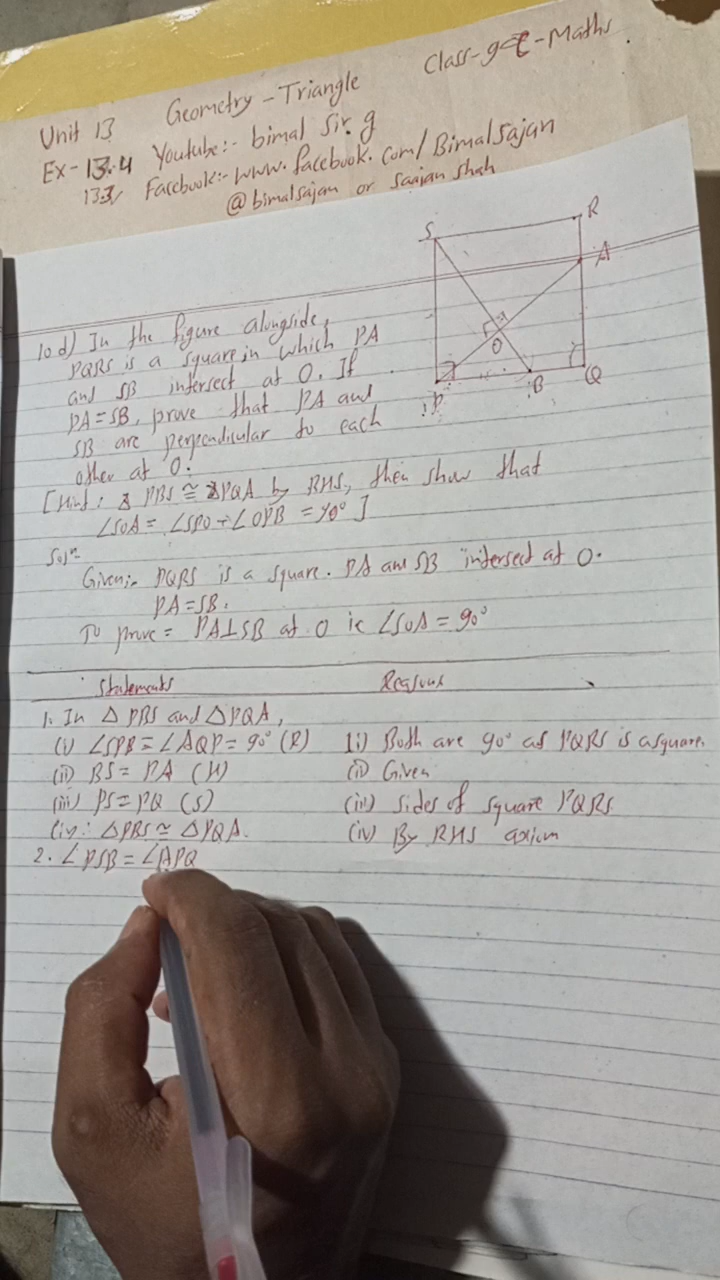 Unit 13 Geometry - Triangle Class-9 - Maths
Ex- 13.4 Youtube:- bimal Sir. g
13.3/ Facebook:- www.facebook.com/Bimalsajan
@bimalsajan or Saajan Shah
S
R
A
O
P
B
Q
10.d) In the figure alongside,
PQRS is a square in which PA
and SB intersect at O. If
PA=SB, prove that PA and
SB are perpendicular to each
other at O.
[Hint: Δ PBS ≅ ΔPQA by RHS, then show that
∠SOA = ∠SPO + ∠OPB = 90° ]
Solⁿ
Given:- PQRS is a square. PA and SB intersect at O.
PA=SB.
To prove = PA⊥SB at O ie ∠SOA = 90°
Statements Reasons
1. In Δ PBS and ΔPQA,
(i) ∠SPB = ∠AQP = 90° (R) (i) Both are 90° as PQRS is a square.
(ii) BS = PA (H) (ii) Given
(iii) PS = PQ (S) (iii) sides of square PQRS
(iv) ∴ ΔPBS ≅ ΔPQA. (iv) By RHS axium
2. ∠PSB = ∠APQ